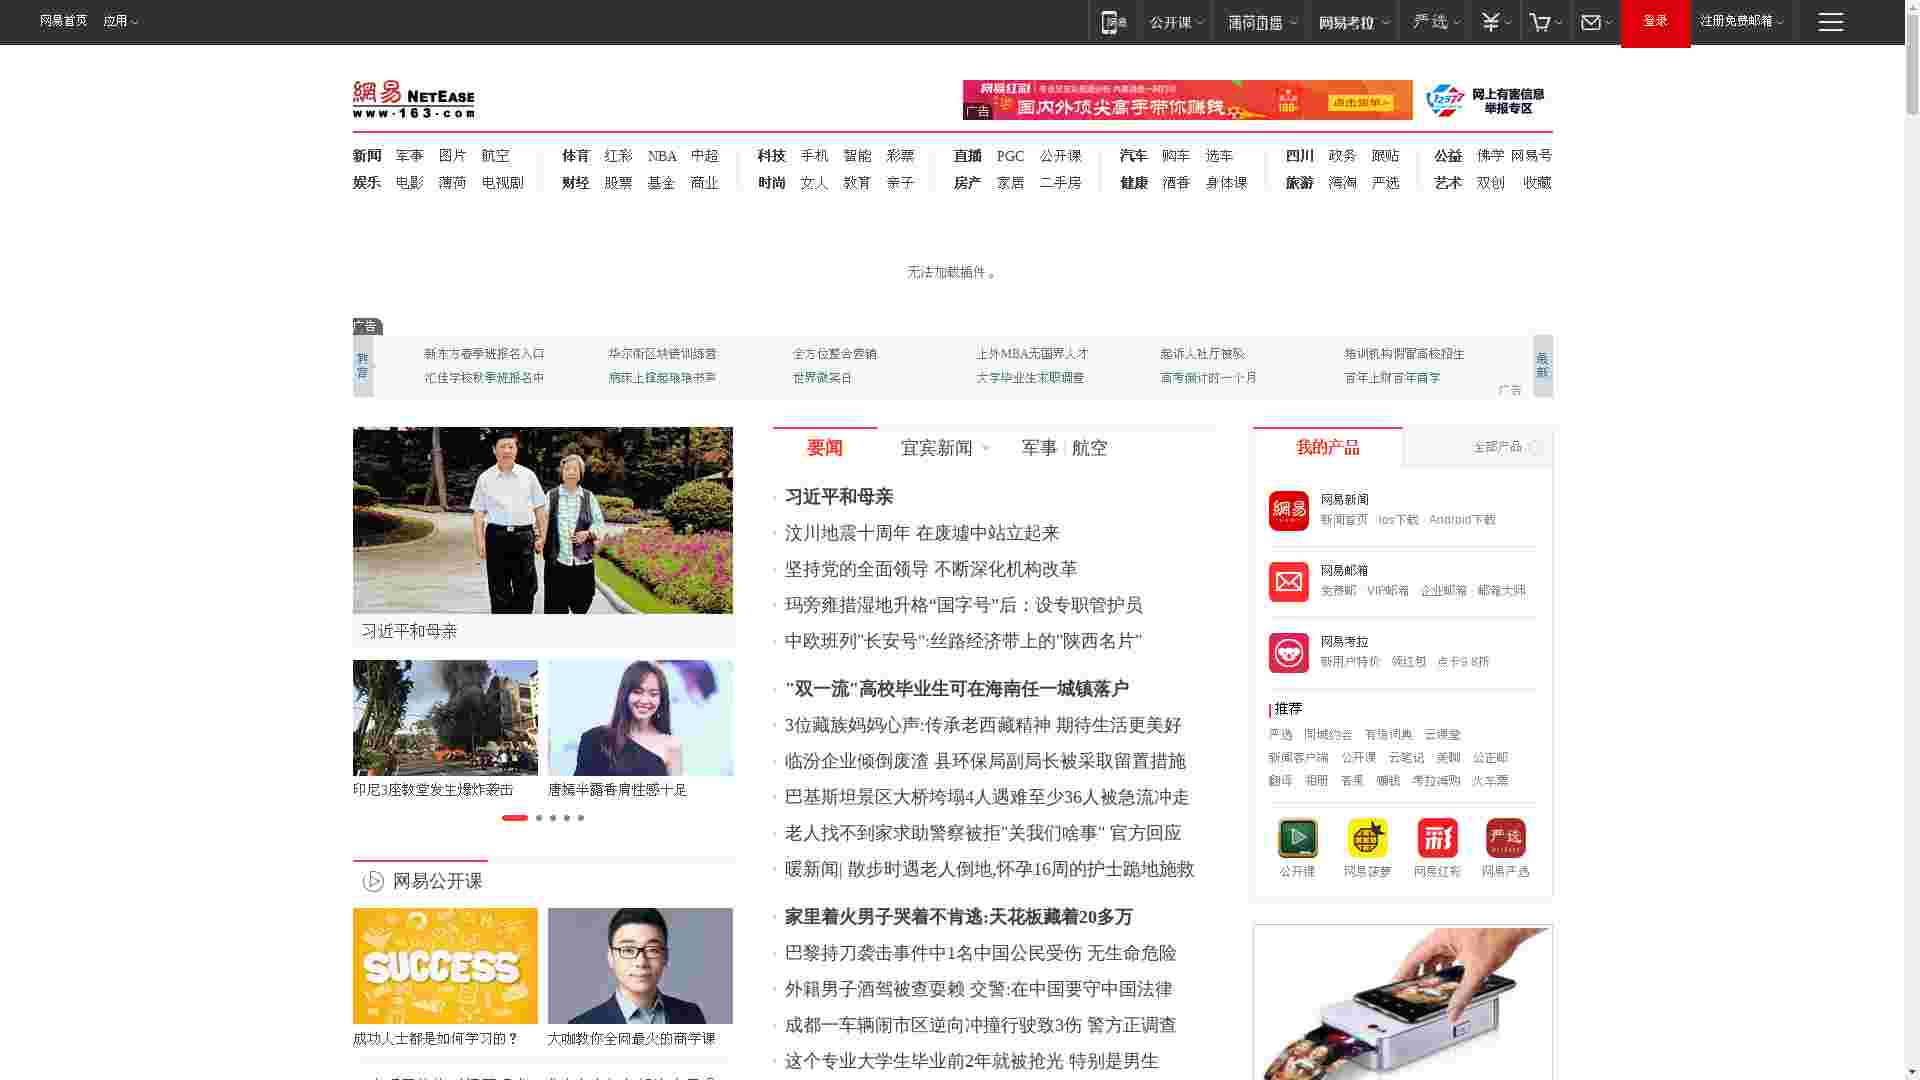 网易首页 应用
公开课 薄荷直播 网易考拉 严选 登录 注册免费邮箱
網易 NETEASE
www.163.com
网易红彩
国内外顶尖高手带你赚钱
广告
12377 网上有害信息
举报专区
新闻 军事 图片 航空 体育 红彩 NBA 中超 科技 手机 智能 彩票 直播 PGC 公开课 汽车 购车 选车 四川 政务 跟贴 公益 佛学 网易号
娱乐 电影 薄荷 电视剧 财经 股票 基金 商业 时尚 女人 教育 亲子 房产 家居 二手房 健康 酒香 身体课 旅游 海淘 严选 艺术 双创 收藏
无法加载插件。
广告
教育
新东方春季班报名入口 华尔街区块链训练营 全方位整合营销 上外MBA无国界人才 起诉人社厅被驳 培训机构假冒高校招生
汇佳学校秋季班报名中 病床上撑起琅琅书声 世界微笑日 大学毕业生求职调查 高考倒计时一个月 百年上财百年商学
广告
最新
习近平和母亲
印尼3座教堂发生爆炸袭击 唐嫣半露香肩性感十足
网易公开课
SUCCESS
成功人士都是如何学习的？ 大咖教你全网最火的商学课
要闻 宜宾新闻 军事 航空
习近平和母亲
汶川地震十周年 在废墟中站立起来
坚持党的全面领导 不断深化机构改革
玛旁雍措湿地升格“国字号”后：设专职管护员
中欧班列"长安号":丝路经济带上的"陕西名片"
"双一流"高校毕业生可在海南任一城镇落户
3位藏族妈妈心声:传承老西藏精神 期待生活更美好
临汾企业倾倒废渣 县环保局副局长被采取留置措施
巴基斯坦景区大桥垮塌4人遇难至少36人被急流冲走
老人找不到家求助警察被拒"关我们啥事" 官方回应
暖新闻| 散步时遇老人倒地,怀孕16周的护士跪地施救
家里着火男子哭着不肯逃:天花板藏着20多万
巴黎持刀袭击事件中1名中国公民受伤 无生命危险
外籍男子酒驾被查耍赖 交警:在中国要守中国法律
成都一车辆闹市区逆向冲撞行驶致3伤 警方正调查
这个专业大学生毕业前2年就被抢光 特别是男生
我的产品 全部产品
網易
网易新闻
新闻首页 · Ios下载 · Android下载
网易邮箱
免费邮 · VIP邮箱 · 企业邮箱 · 邮箱大师
网易考拉
新用户特价 · 领红包 · 点卡9.8折
推荐
严选 同城约会 有道词典 云课堂
新闻客户端 公开课 云笔记 美聊 公正邮
翻译 相册 香果 赚钱 考拉海购 火车票
彩 严选
公开课 网易菠萝 网易红彩 网易严选